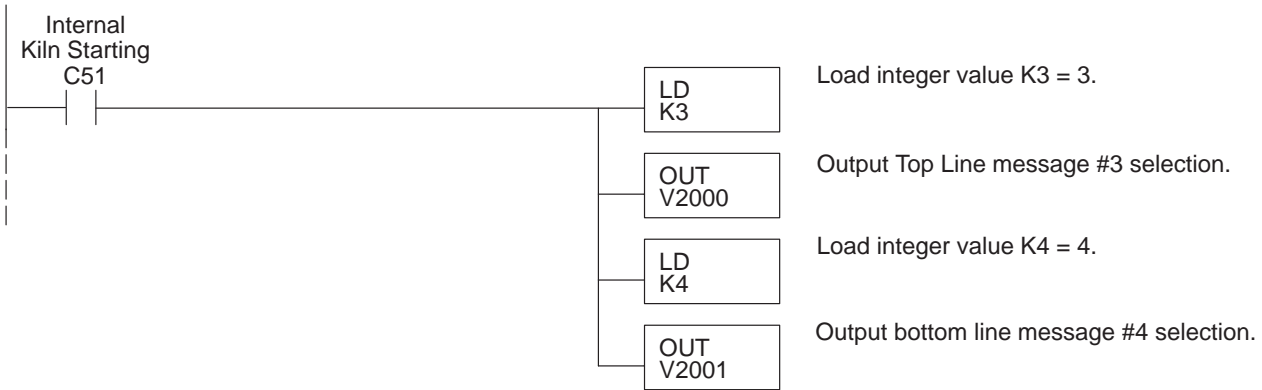 Internal
Kiln Starting
C51
LD
K3
Load integer value K3 = 3.
OUT
V2000
Output Top Line message #3 selection.
LD
K4
Load integer value K4 = 4.
OUT
V2001
Output bottom line message #4 selection.